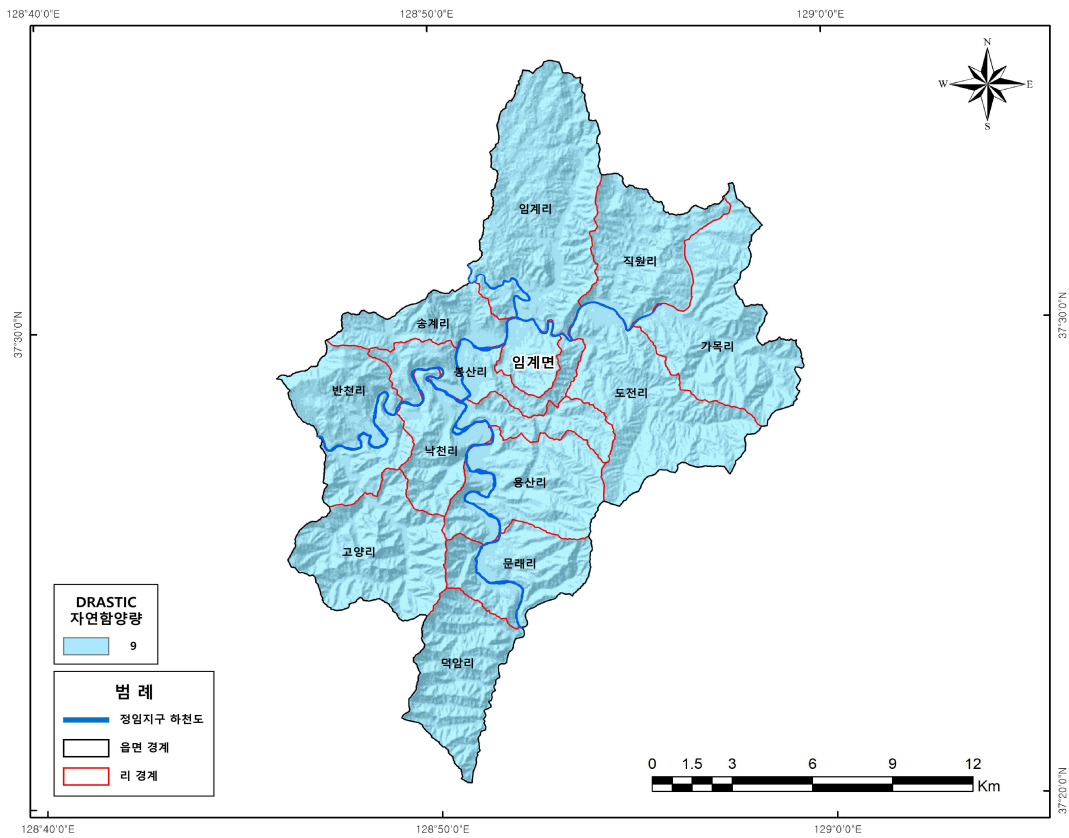 128°40'0"E
128°50'0"E
129°0'0"E
N
W
E
S
임계리
직원리
37°30'0"N
37°30'0"N
송계리
가목리
임계면
봉산리
반천리
도전리
낙천리
용산리
고양리
문래리
DRASTIC
자연함양량
9
덕암리
범 례
정임지구 하천도
읍면 경계
리 경계
0 1.5 3 6 9 12
Km
37°20'0"N
128°40'0"E
128°50'0"E
129°0'0"E